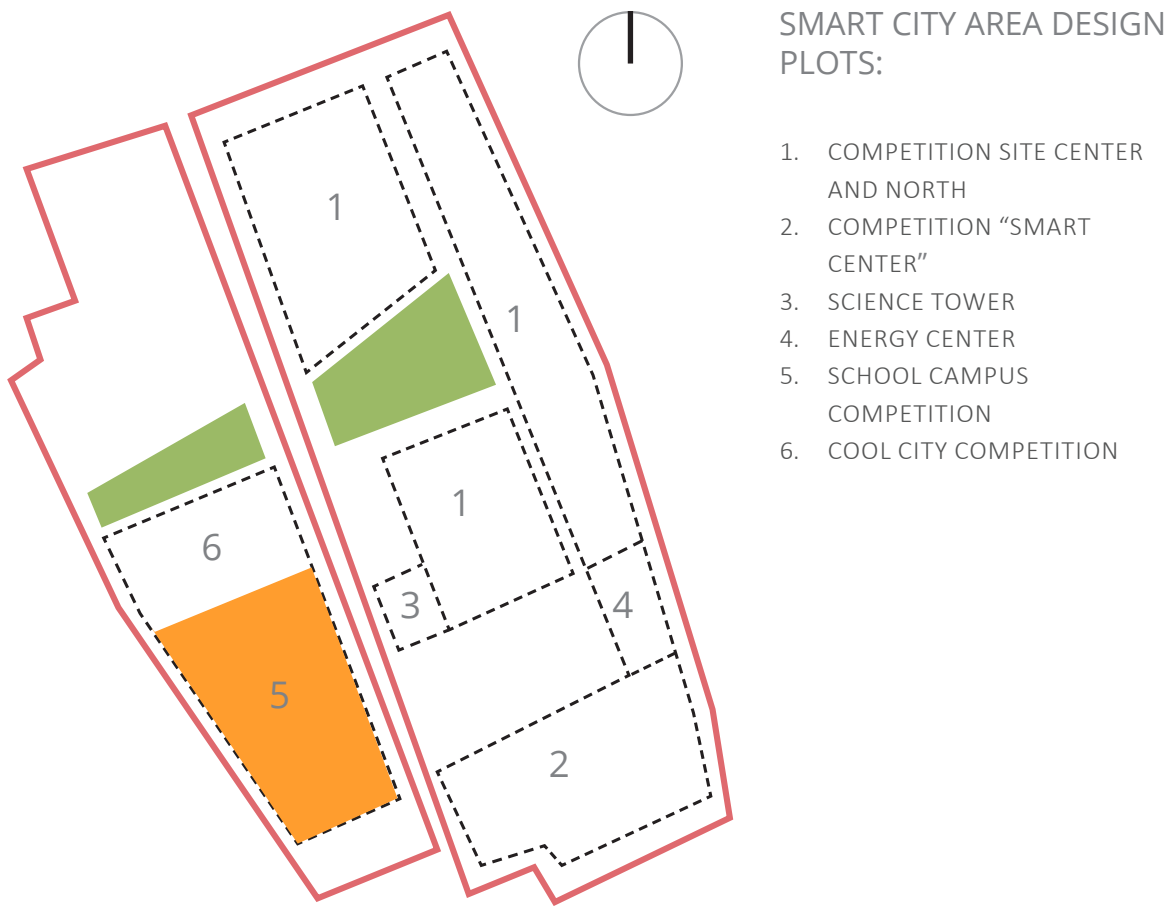 SMART CITY AREA DESIGN
PLOTS:
1. COMPETITION SITE CENTER
AND NORTH
2. COMPETITION “SMART
CENTER”
3. SCIENCE TOWER
4. ENERGY CENTER
5. SCHOOL CAMPUS
COMPETITION
6. COOL CITY COMPETITION
1
1
1
6
3
4
5
2